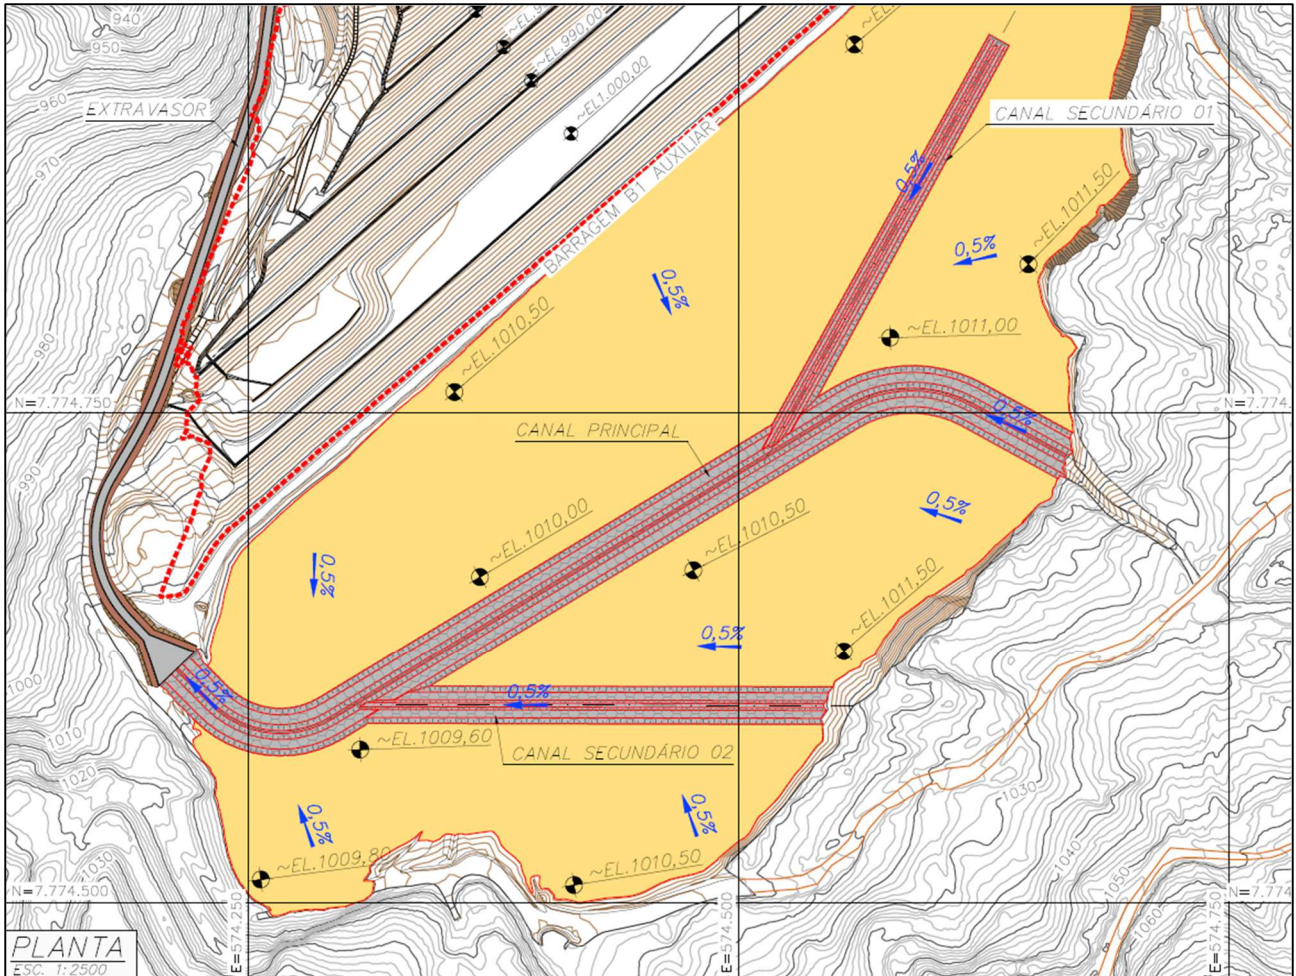 940
950
960
970
980
990
1000
1010
1020
1030
EXTRAVASOR
~EL.990,00
~EL1.000,00
BARRAGEM B1 AUXILIAR
CANAL SECUNDÁRIO 01
0,5%
~EL.1011,50
0,5%
0,5%
~EL.1010,50
~EL.1011,00
N=7.774.750
N=7.774
0,5%
CANAL PRINCIPAL
0,5%
~EL.1010,00
~EL.1010,50
0,5%
~EL.1011,50
0,5%
0,5%
0,5%
~EL.1009,60
CANAL SECUNDÁRIO 02
1030
0,5%
0,5%
~EL.1009,80
~EL.1010,50
1040
1050
1060
N=7.774.500
N=7.774
E=574.250
E=574.500
E=574.750
PLANTA
ESC. 1:2500